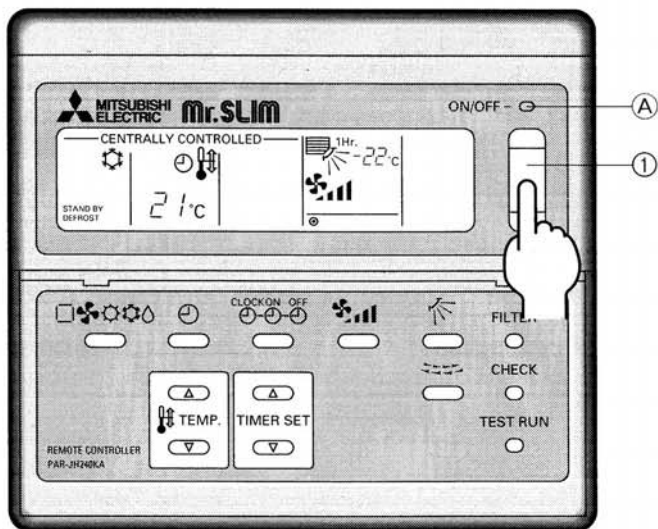 MITSUBISHI ELECTRIC Mr.SLIM
ON/OFF
A
CENTRALLY CONTROLLED
1Hr.
-22°C
1
STAND BY
DEFROST
21°C
CLOCK ON OFF
FILTER
CHECK
TEMP.
TIMER SET
TEST RUN
REMOTE CONTROLLER
PAR-JH240KA